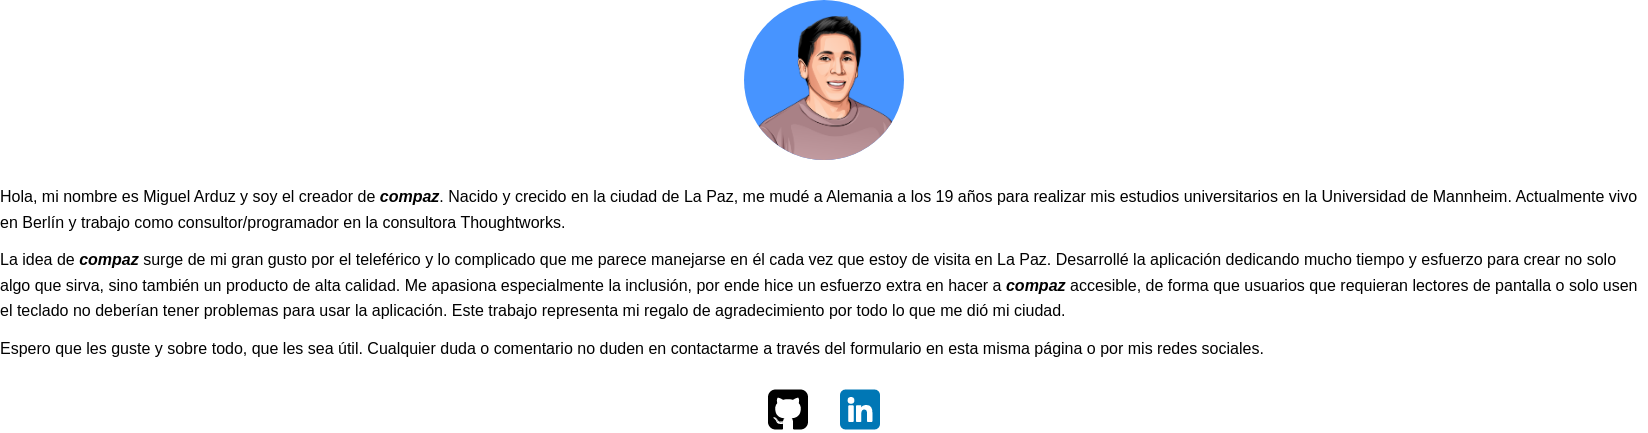 Hola, mi nombre es Miguel Arduz y soy el creador de compaz. Nacido y crecido en la ciudad de La Paz, me mudé a Alemania a los 19 años para realizar mis estudios universitarios en la Universidad de Mannheim. Actualmente vivo
en Berlín y trabajo como consultor/programador en la consultora Thoughtworks.
La idea de compaz surge de mi gran gusto por el teleférico y lo complicado que me parece manejarse en él cada vez que estoy de visita en La Paz. Desarrollé la aplicación dedicando mucho tiempo y esfuerzo para crear no solo
algo que sirva, sino también un producto de alta calidad. Me apasiona especialmente la inclusión, por ende hice un esfuerzo extra en hacer a compaz accesible, de forma que usuarios que requieran lectores de pantalla o solo usen
el teclado no deberían tener problemas para usar la aplicación. Este trabajo representa mi regalo de agradecimiento por todo lo que me dió mi ciudad.
Espero que les guste y sobre todo, que les sea útil. Cualquier duda o comentario no duden en contactarme a través del formulario en esta misma página o por mis redes sociales.
in